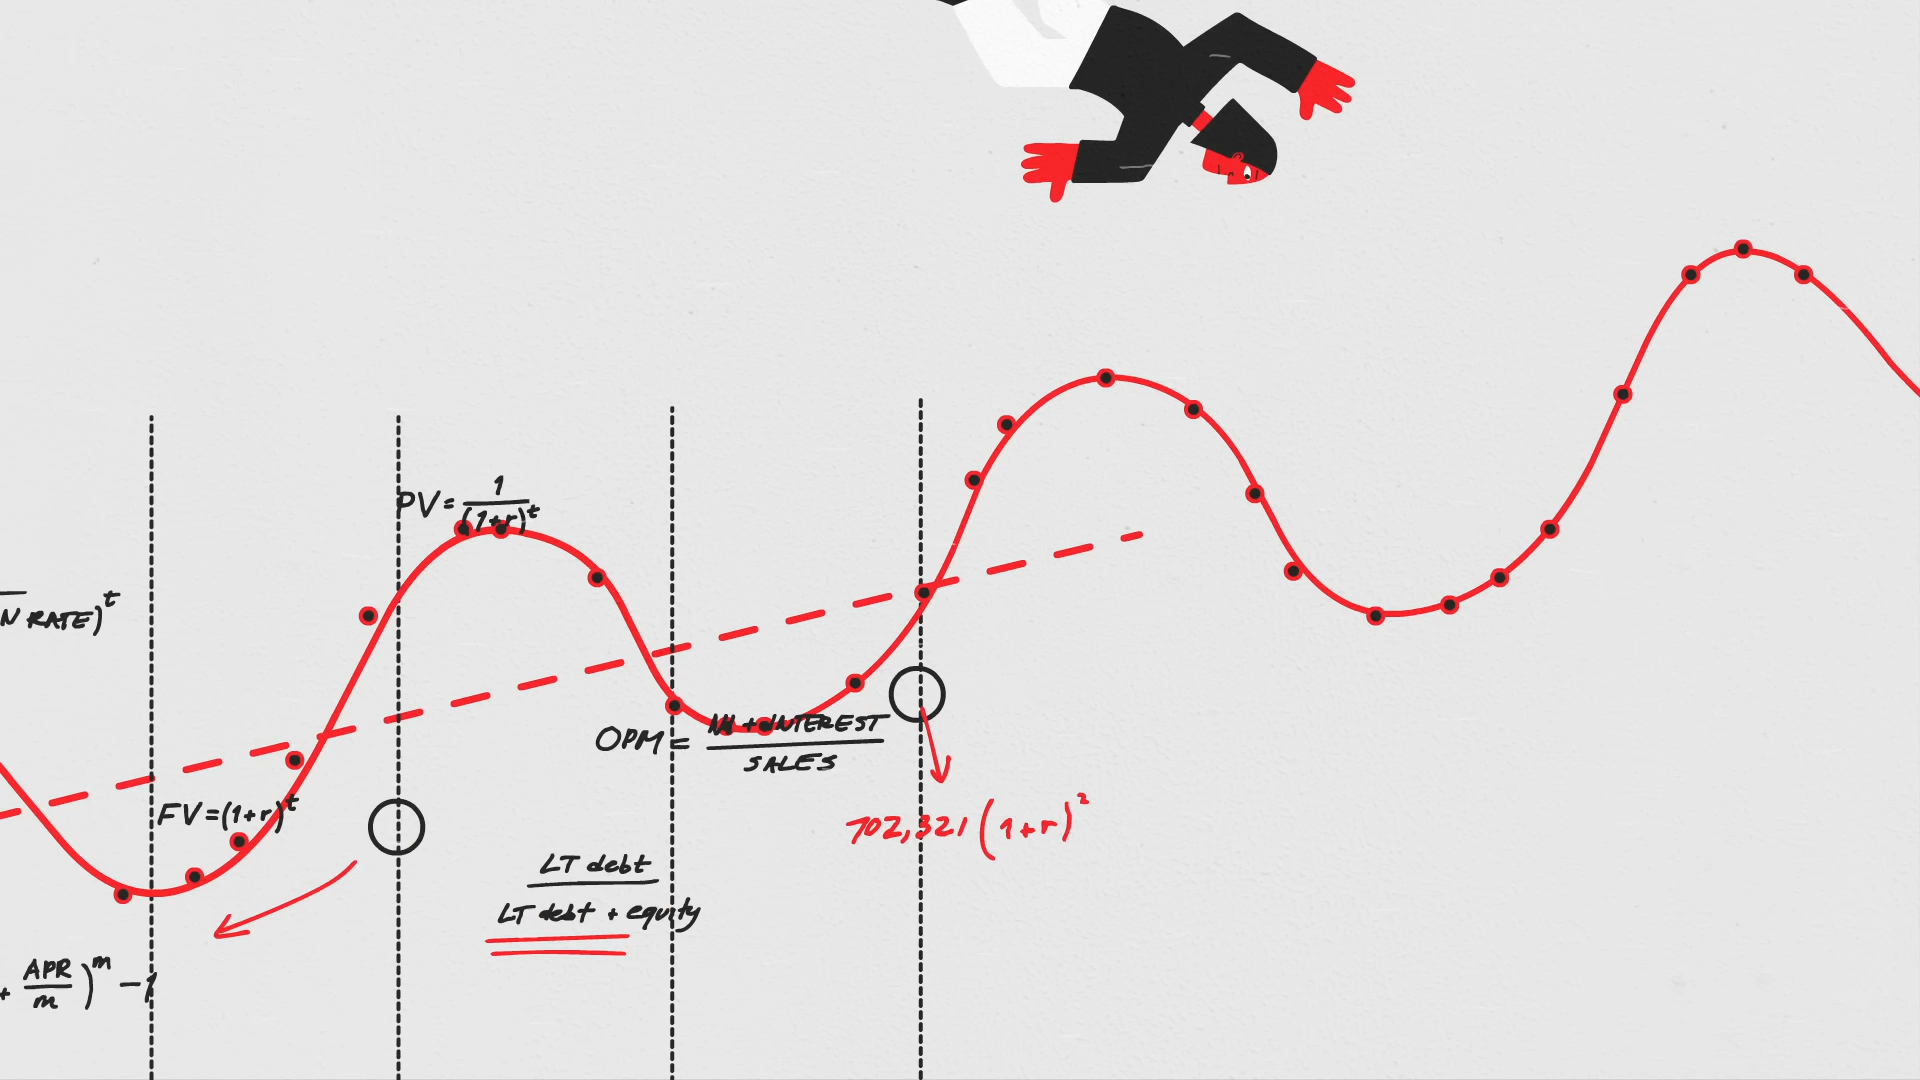 PV = 1
(1+r)^t
N RATE)^t
OPM = + INTEREST
SALES
FV = (1+r)^t
702,321 (1+r)^2
LT debt
LT debt + equity
+ APR
m )^m - 1